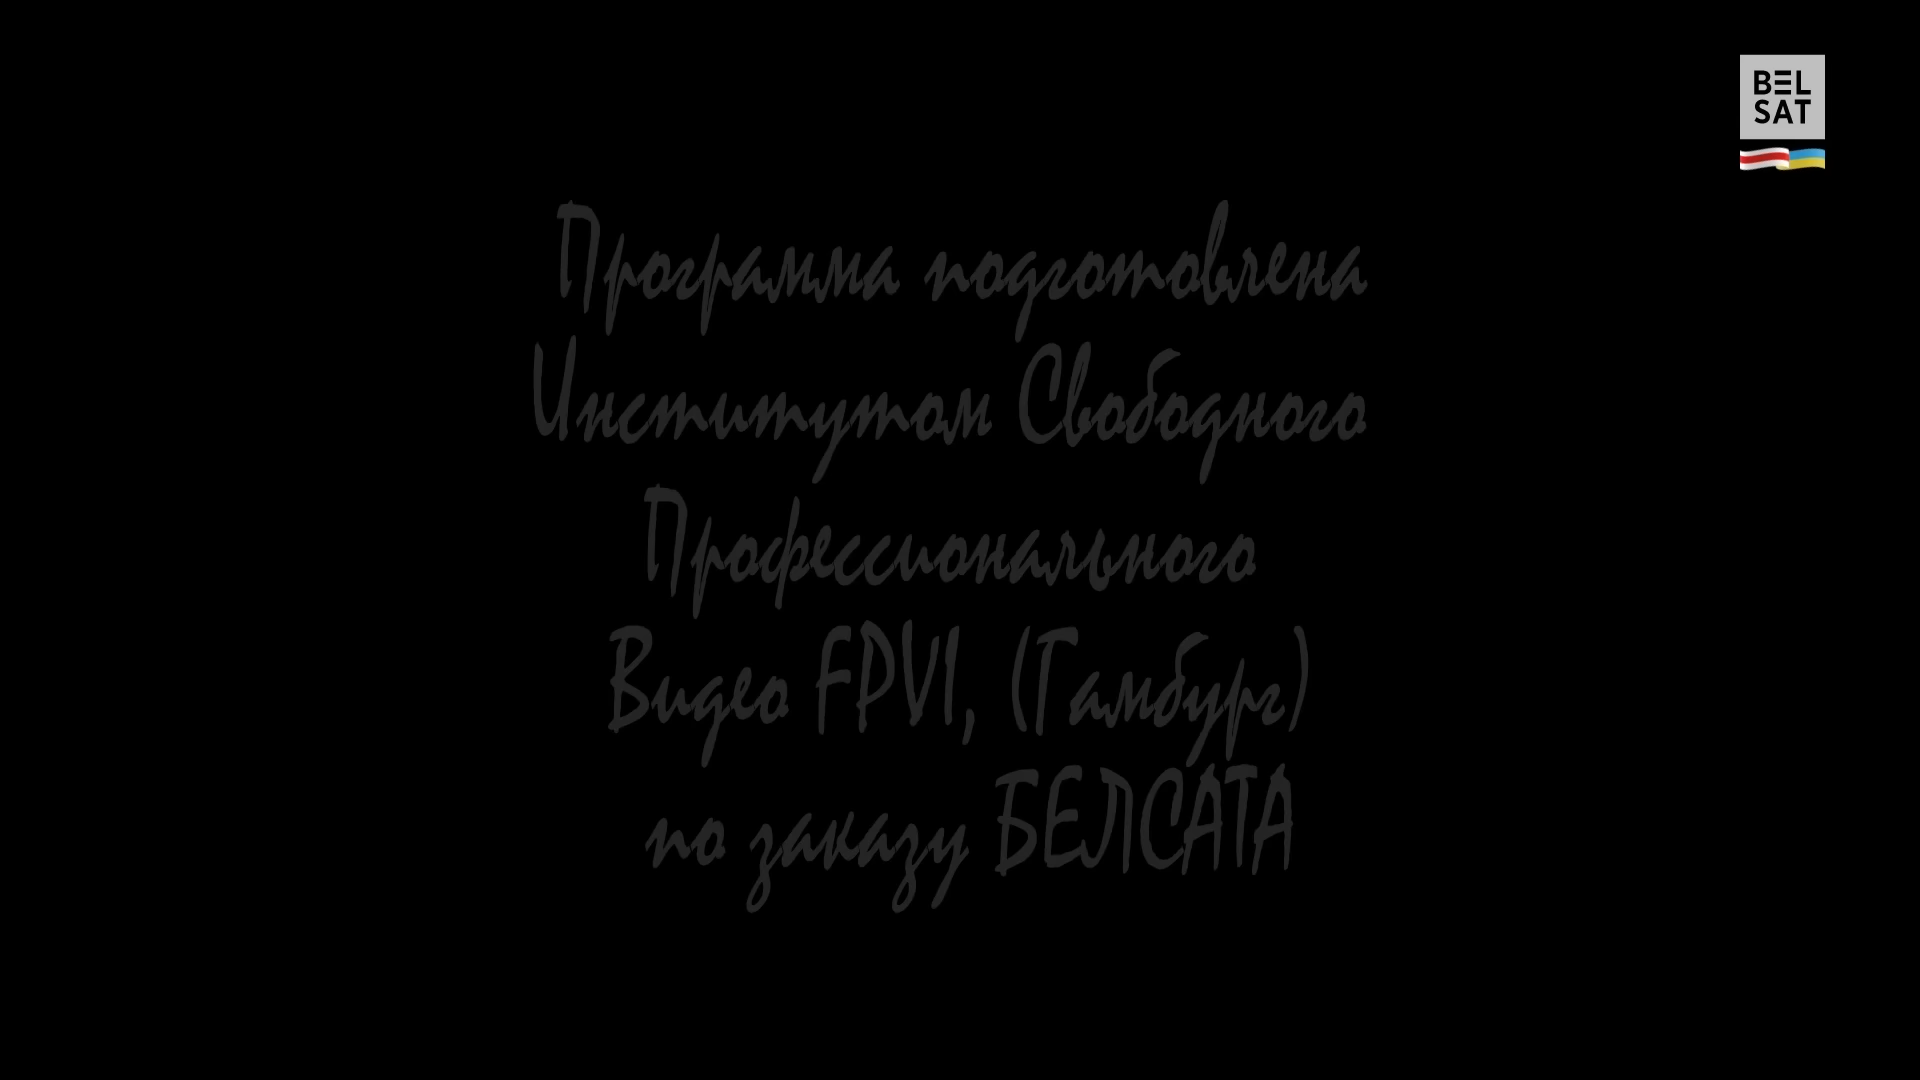 BEL
SAT
Программа подготовлена
Институтом Свободного
Профессионального
Видео FPVI, (Гамбург)
по заказу БЕЛСАТА